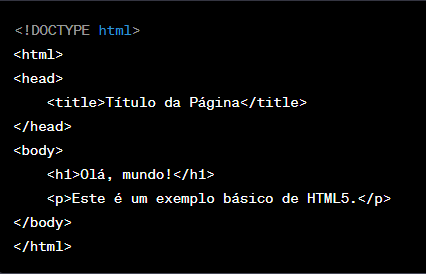 <!DOCTYPE html>
<html>
<head>
    <title>Título da Página</title>
</head>
<body>
    <h1>Olá, mundo!</h1>
    <p>Este é um exemplo básico de HTML5.</p>
</body>
</html>